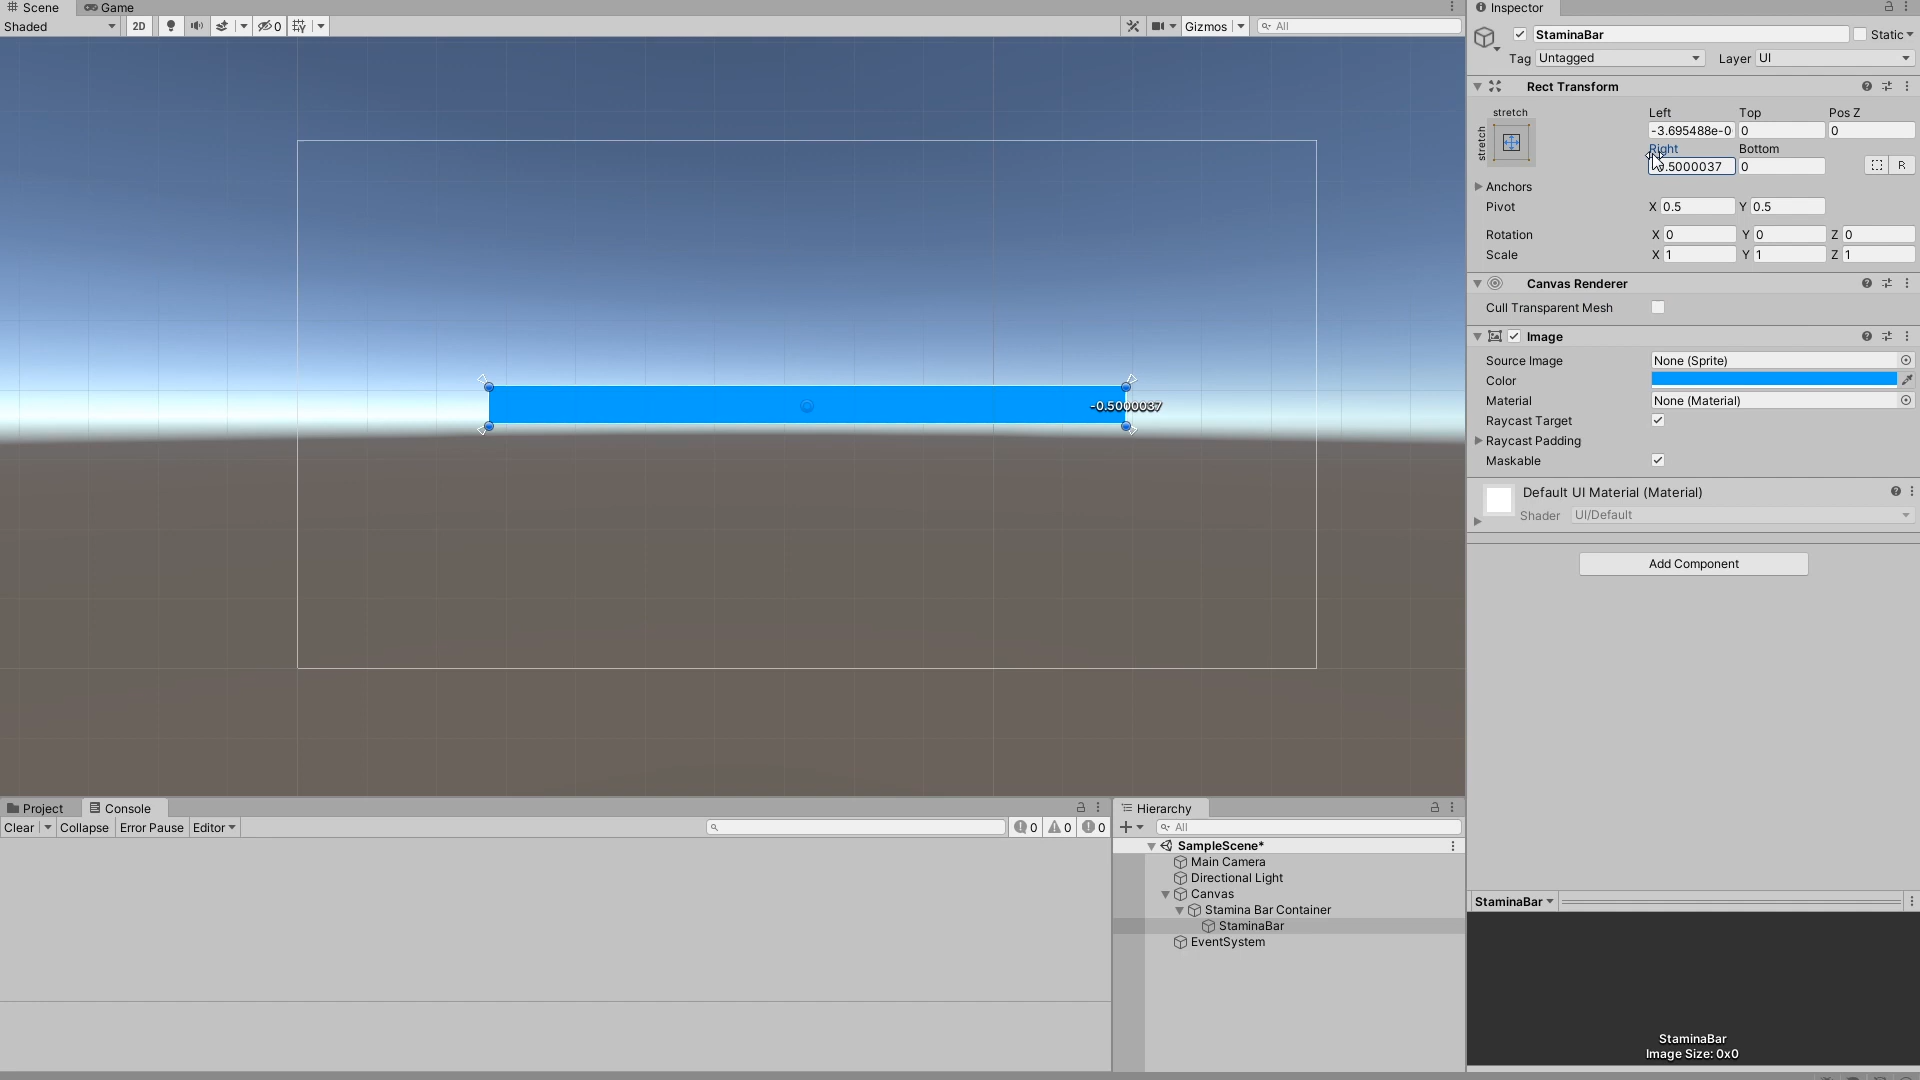 Scene Game
Shaded 2D 0 Gizmos All
-0.5000037
Inspector
StaminaBar Static
Tag Untagged Layer UI
Rect Transform
stretch Left Top Pos Z
stretch -3.695488e-0 0 0
Right Bottom
.5000037 0 R
Anchors
Pivot X 0.5 Y 0.5
Rotation X 0 Y 0 Z 0
Scale X 1 Y 1 Z 1
Canvas Renderer
Cull Transparent Mesh
Image
Source Image None (Sprite)
Color
Material None (Material)
Raycast Target
Raycast Padding
Maskable
Default UI Material (Material)
Shader UI/Default
Add Component
Project Console
Clear Collapse Error Pause Editor 0 0 0
Hierarchy
All
SampleScene*
Main Camera
Directional Light
Canvas
Stamina Bar Container
StaminaBar
EventSystem
StaminaBar
StaminaBar
Image Size: 0x0